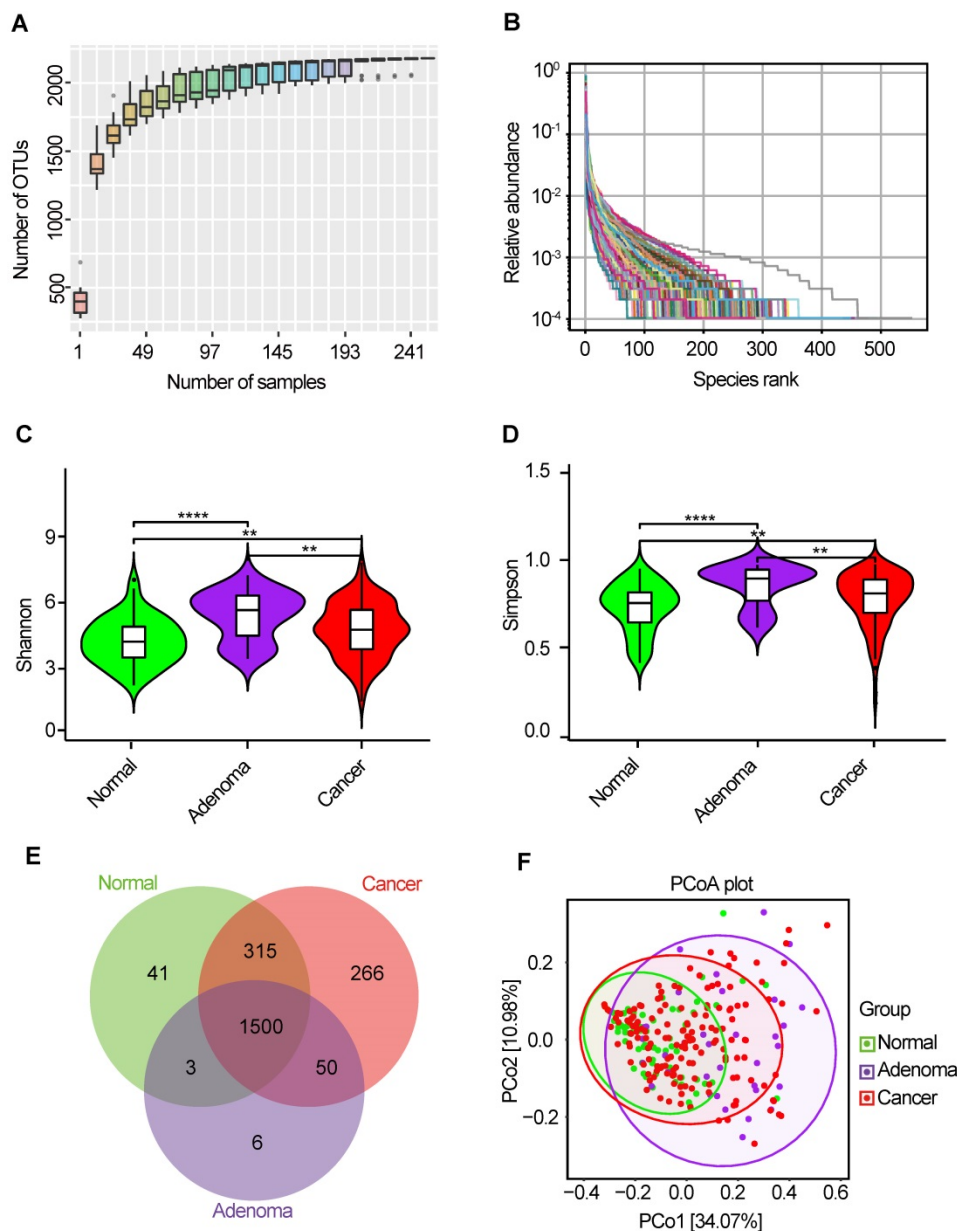 A
Number of OTUs
2000
1500
1000
500
1 49 97 145 193 241
Number of samples
B
Relative abundance
10^0
10^-1
10^-2
10^-3
10^-4
0 100 200 300 400 500
Species rank
C
Shannon
9
6
3
0
****
**
**
Normal Adenoma Cancer
D
Simpson
1.5
1.0
0.5
0.0
****
**
**
Normal Adenoma Cancer
E
Normal
Cancer
315
41
266
1500
3
50
6
Adenoma
F
PCoA plot
PCo2 [10.98%]
0.2
0.0
−0.2
−0.4 −0.2 0.0 0.2 0.4 0.6
PCo1 [34.07%]
Group
Normal
Adenoma
Cancer